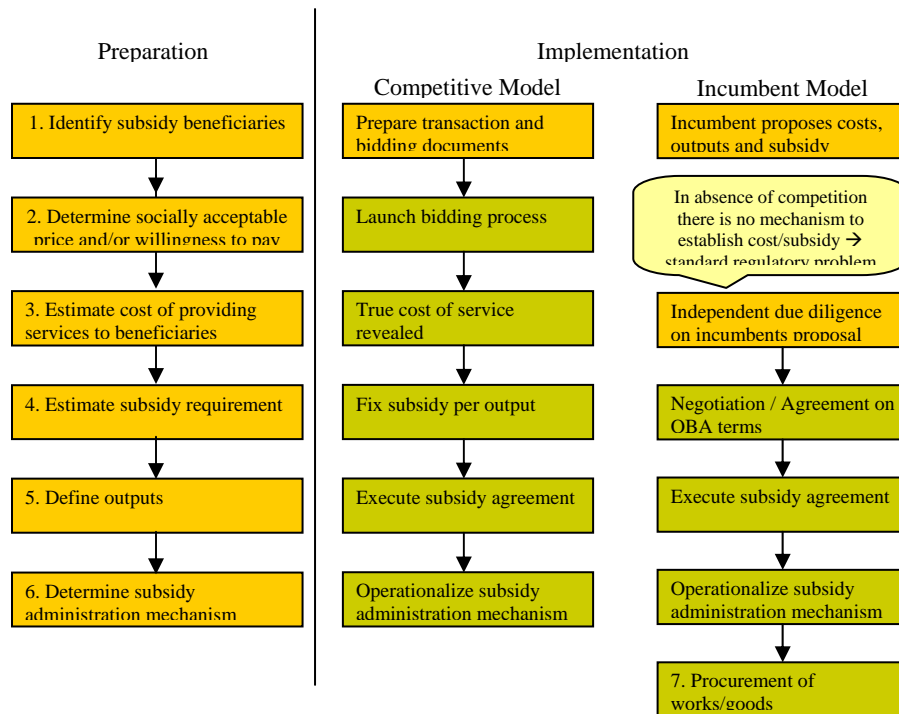 Preparation
Implementation
Competitive Model
Incumbent Model
1. Identify subsidy beneficiaries
2. Determine socially acceptable
price and/or willingness to pay
3. Estimate cost of providing
services to beneficiaries
4. Estimate subsidy requirement
5. Define outputs
6. Determine subsidy
administration mechanism
Prepare transaction and
bidding documents
Launch bidding process
True cost of service
revealed
Fix subsidy per output
Execute subsidy agreement
Operationalize subsidy
administration mechanism
Incumbent proposes costs,
outputs and subsidy
In absence of competition
there is no mechanism to
establish cost/subsidy →
standard regulatory problem
Independent due diligence
on incumbents proposal
Negotiation / Agreement on
OBA terms
Execute subsidy agreement
Operationalize subsidy
administration mechanism
7. Procurement of
works/goods